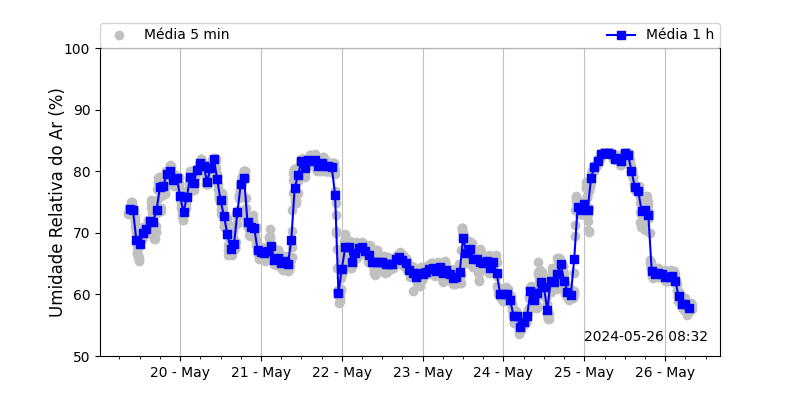 Média 5 min
Média 1 h
Umidade Relativa do Ar (%)
100
90
80
70
60
50
2024-05-26 08:32
20 - May
21 - May
22 - May
23 - May
24 - May
25 - May
26 - May